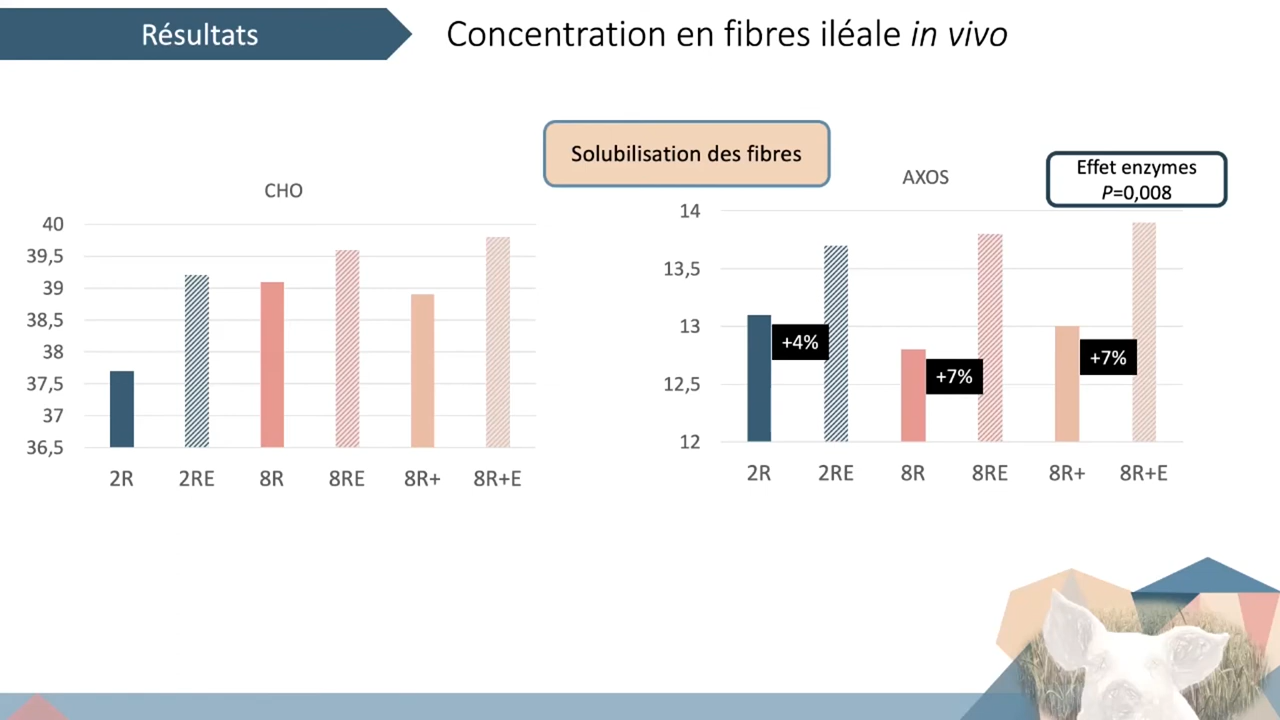 Résultats
Concentration en fibres iléale in vivo
Solubilisation des fibres
CHO
40
39,5
39
38,5
38
37,5
37
36,5
2R 2RE 8R 8RE 8R+ 8R+E
AXOS
Effet enzymes
P=0,008
14
13,5
13
12,5
12
+4%
+7%
+7%
2R 2RE 8R 8RE 8R+ 8R+E